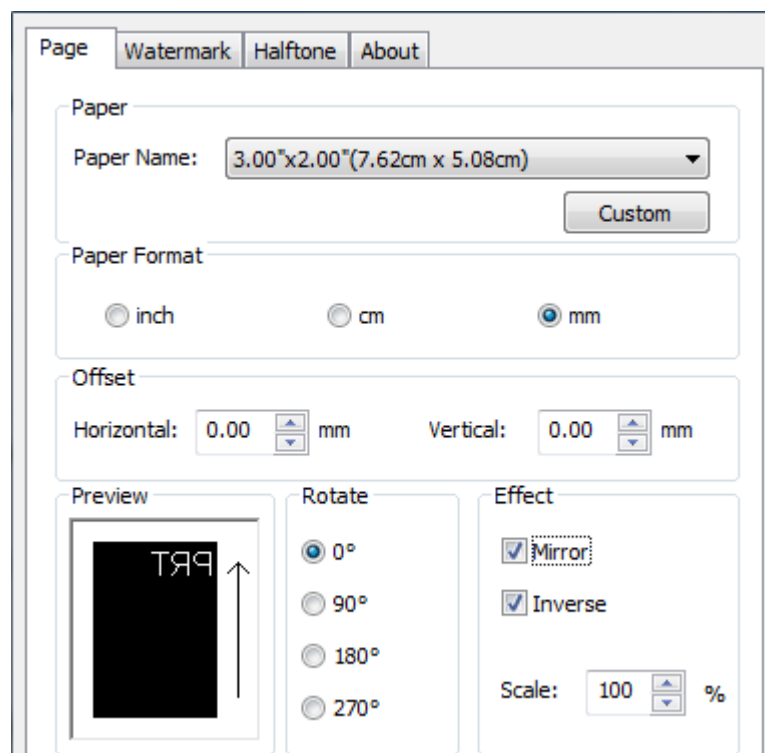 Page Watermark Halftone About
Paper
Paper Name: 3.00"x2.00"(7.62cm x 5.08cm)
Custom
Paper Format
inch cm mm
Offset
Horizontal: 0.00 mm Vertical: 0.00 mm
Preview Rotate Effect
PRT
0° Mirror
90° Inverse
180°
Scale: 100 %
270°